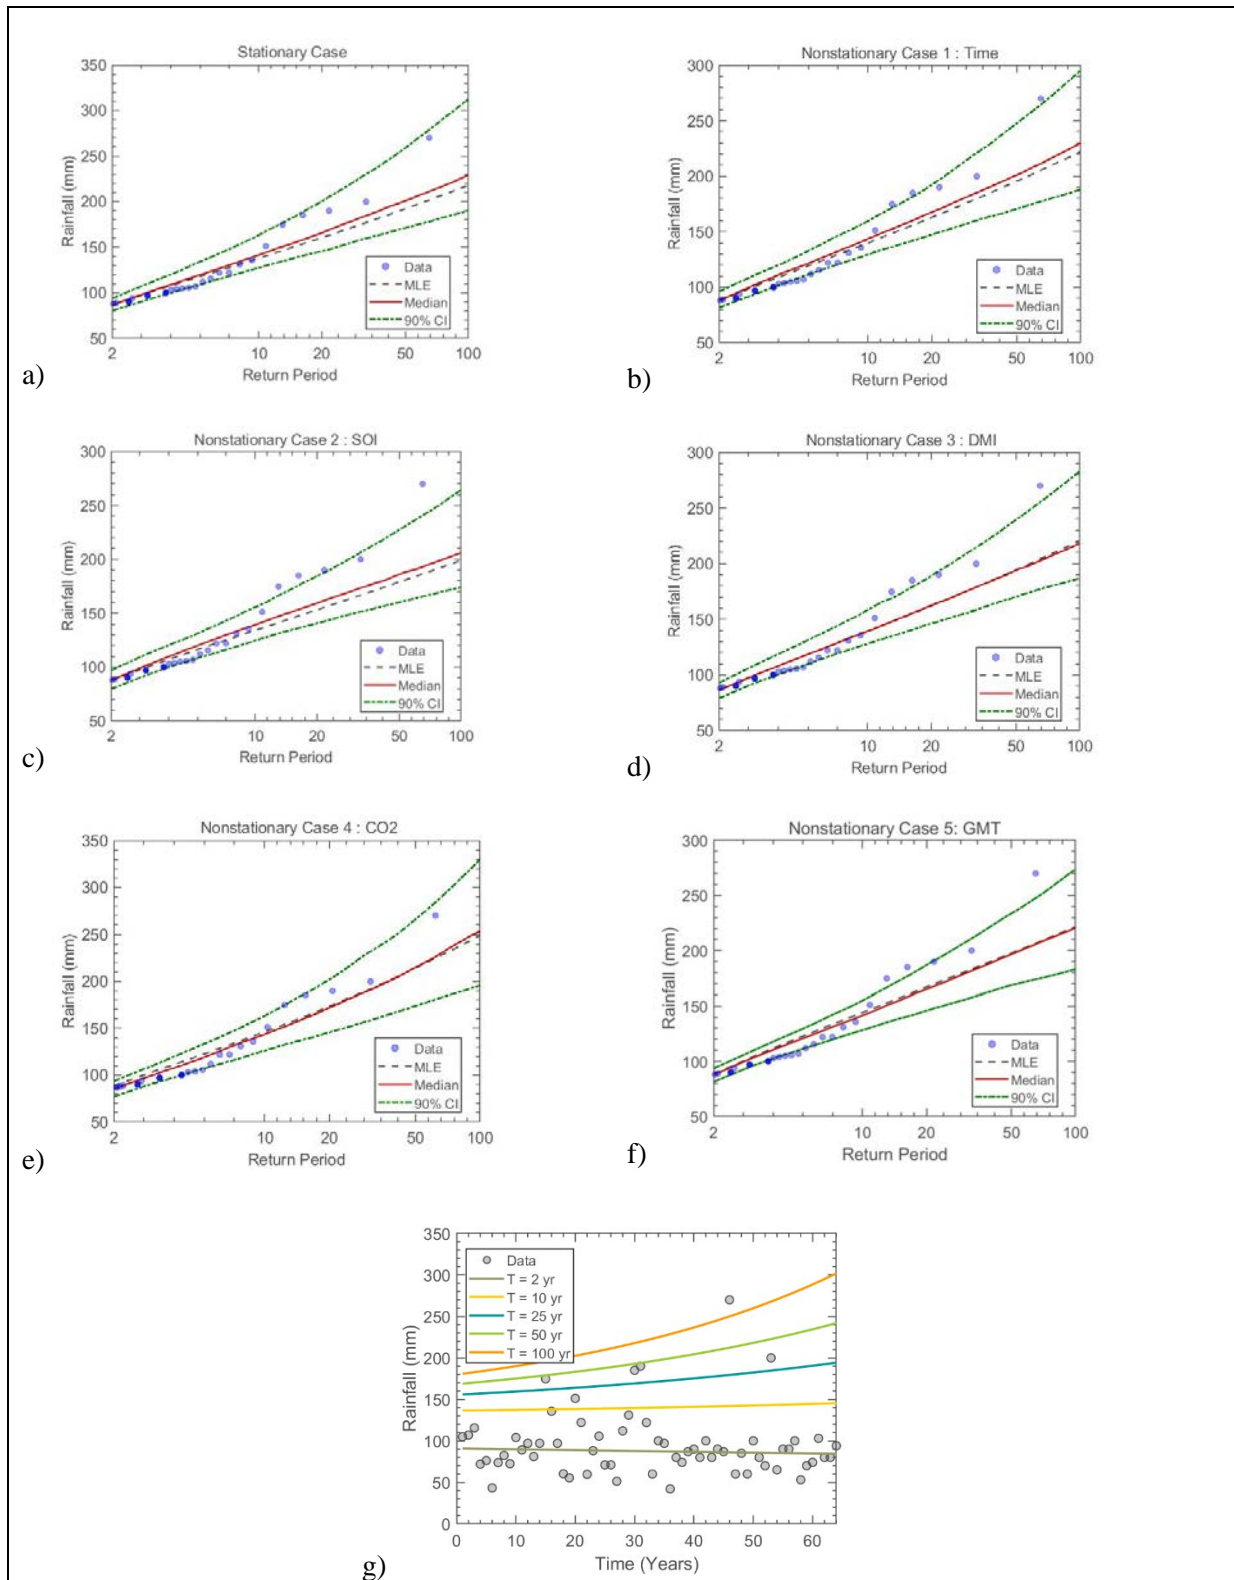 Stationary Case
350
300
250
200
150
100
50
Rainfall (mm)
Data
MLE
Median
90% CI
2 10 20 50 100
Return Period
a)
Nonstationary Case 1 : Time
300
250
200
150
100
50
Rainfall (mm)
Data
MLE
Median
90% CI
2 10 20 50 100
Return Period
b)
Nonstationary Case 2 : SOI
300
250
200
150
100
50
Rainfall (mm)
Data
MLE
Median
90% CI
2 10 20 50 100
Return Period
c)
Nonstationary Case 3 : DMI
300
250
200
150
100
50
Rainfall (mm)
Data
MLE
Median
90% CI
2 10 20 50 100
Return Period
d)
Nonstationary Case 4 : CO2
350
300
250
200
150
100
50
Rainfall (mm)
Data
MLE
Median
90% CI
2 10 20 50 100
Return Period
e)
Nonstationary Case 5: GMT
300
250
200
150
100
50
Rainfall (mm)
Data
MLE
Median
90% CI
2 10 20 50 100
Return Period
f)
350
300
250
200
150
100
50
0
Rainfall (mm)
Data
T = 2 yr
T = 10 yr
T = 25 yr
T = 50 yr
T = 100 yr
0 10 20 30 40 50 60
Time (Years)
g)